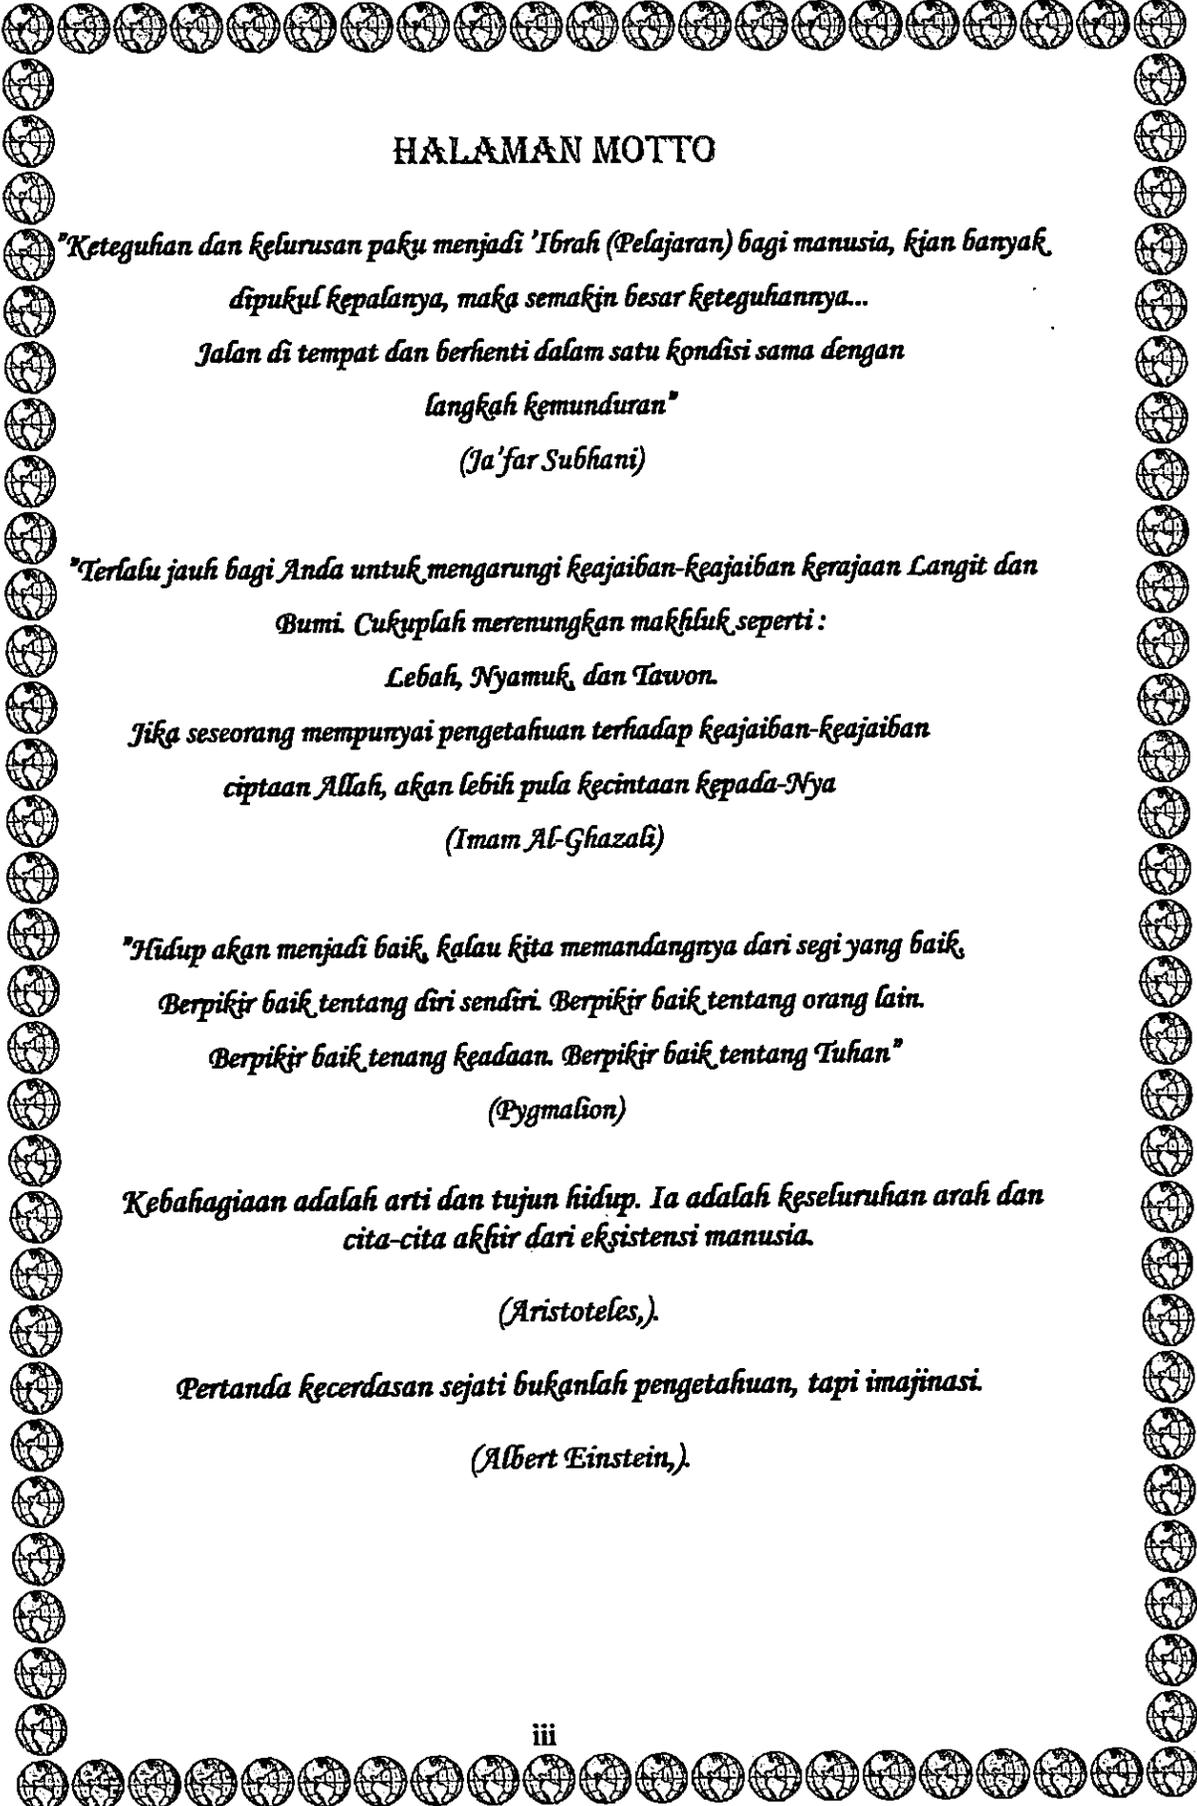 HALAMAN MOTTO
"Keteguhan dan kelurusan paku menjadi 'Ibrah (Pelajaran) bagi manusia, kian banyak
dipukul kepalanya, maka semakin besar keteguhannya...
Jalan di tempat dan berhenti dalam satu kondisi sama dengan
langkah kemunduran"
(Ja'far Subhani)
"Terlalu jauh bagi Anda untuk mengarungi keajaiban-keajaiban kerajaan Langit dan
Bumi. Cukuplah merenungkan makhluk seperti :
Lebah, Nyamuk, dan Tawon.
Jika seseorang mempunyai pengetahuan terhadap keajaiban-keajaiban
ciptaan Allah, akan lebih pula kecintaan kepada-Nya
(Imam Al-Ghazali)
"Hidup akan menjadi baik, kalau kita memandangnya dari segi yang baik.
Berpikir baik tentang diri sendiri. Berpikir baik tentang orang lain.
Berpikir baik tenang keadaan. Berpikir baik tentang Tuhan"
(Pygmalion)
Kebahagiaan adalah arti dan tujun hidup. Ia adalah keseluruhan arah dan
cita-cita akhir dari eksistensi manusia.
(Aristoteles,).
Pertanda kecerdasan sejati bukanlah pengetahuan, tapi imajinasi.
(Albert Einstein,).
iii